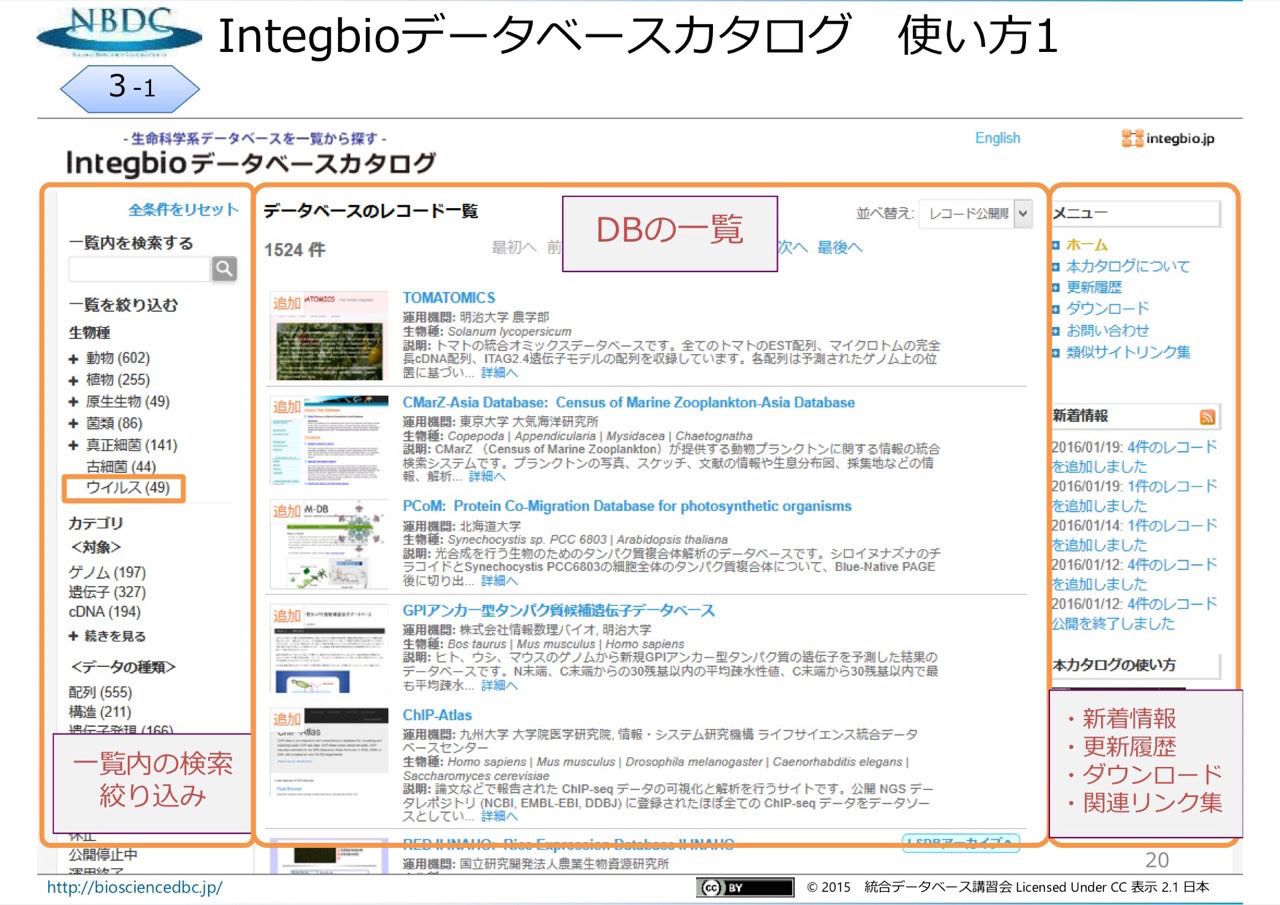 NBDC
Integbioデータベースカタログ　使い方1
3 -1
- 生命科学系データベースを一覧から探す -
Integbioデータベースカタログ
English
integbio.jp
全条件をリセット
一覧内を検索する
一覧を絞り込む
生物種
+ 動物 (602)
+ 植物 (255)
+ 原生生物 (49)
+ 菌類 (86)
+ 真正細菌 (141)
古細菌 (44)
ウイルス (49)
カテゴリ
＜対象＞
ゲノム (197)
遺伝子 (327)
cDNA (194)
+ 続きを見る
＜データの種類＞
配列 (555)
構造 (211)
遺伝子発現 (166)
一覧内の検索
絞り込み
休止
公開停止中
運用終了
データベースのレコード一覧
DBの一覧
並べ替え: レコード公開
1524 件
最初へ 前
次へ 最後へ
追加
TOMATOMICS
運用機関: 明治大学 農学部
生物種: Solanum lycopersicum
説明: トマトの統合オミックスデータベースです。全てのトマトのEST配列、マイクロトムの完全
長cDNA配列、ITAG2.4遺伝子モデルの配列を収録しています。各配列は予測されたゲノム上の位
置に基づい... 詳細へ
追加
CMarZ-Asia Database: Census of Marine Zooplankton-Asia Database
運用機関: 東京大学 大気海洋研究所
生物種: Copepoda | Appendicularia | Mysidacea | Chaetognatha
説明: CMarZ （Census of Marine Zooplankton）が提供する動物プランクトンに関する情報の統合
検索システムです。プランクトンの写真、スケッチ、文献の情報や生息分布図、採集地などの情
報、解析... 詳細へ
追加
M-DB
PCoM: Protein Co-Migration Database for photosynthetic organisms
運用機関: 北海道大学
生物種: Synechocystis sp. PCC 6803 | Arabidopsis thaliana
説明: 光合成を行う生物のためのタンパク質複合体解析のデータベースです。シロイヌナズナのチ
ラコイドとSynechocystis PCC6803の細胞全体のタンパク質複合体について、Blue-Native PAGE
後に切り出... 詳細へ
追加
GPIアンカー型タンパク質候補遺伝子データベース
運用機関: 株式会社情報数理バイオ, 明治大学
生物種: Bos taurus | Mus musculus | Homo sapiens
説明: ヒト、ウシ、マウスのゲノムから新規GPIアンカー型タンパク質の遺伝子を予測した結果の
データベースです。N末端、C末端からの30残基以内の平均疎水性値、C末端から30残基以内で最
も平均疎水... 詳細へ
追加
ChIP-Atlas
運用機関: 九州大学 大学院医学研究院, 情報・システム研究機構 ライフサイエンス統合データ
ベースセンター
生物種: Homo sapiens | Mus musculus | Drosophila melanogaster | Caenorhabditis elegans |
Saccharomyces cerevisiae
説明: 論文などで報告された ChIP-seq データの可視化と解析を行うサイトです。公開 NGS デー
タレポジトリ (NCBI, EMBL-EBI, DDBJ) に登録されたほぼ全ての ChIP-seq データをデータソー
スとしてい... 詳細へ
Rice Expression Database
LSDBアーカイブへ
運用機関: 国立研究開発法人農業生物資源研究所
メニュー
ホーム
本カタログについて
更新履歴
ダウンロード
お問い合わせ
類似サイトリンク集
新着情報
2016/01/19: 4件のレコード
を追加しました
2016/01/19: 1件のレコード
を追加しました
2016/01/14: 1件のレコード
を追加しました
2016/01/12: 4件のレコード
を追加しました
2016/01/12: 4件のレコード
公開を終了しました
本カタログの使い方
・新着情報
・更新履歴
・ダウンロード
・関連リンク集
20
http://biosciencedbc.jp/
cc BY
© 2015　統合データベース講習会 Licensed Under CC 表示 2.1 日本